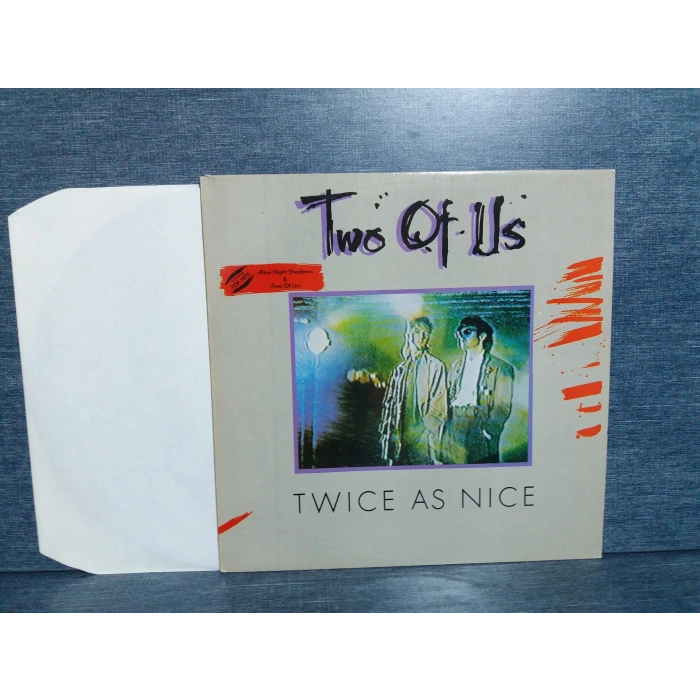 Two Of Us
»Blue Night Shadow«
&
»Two Of Us«
TWICE AS NICE